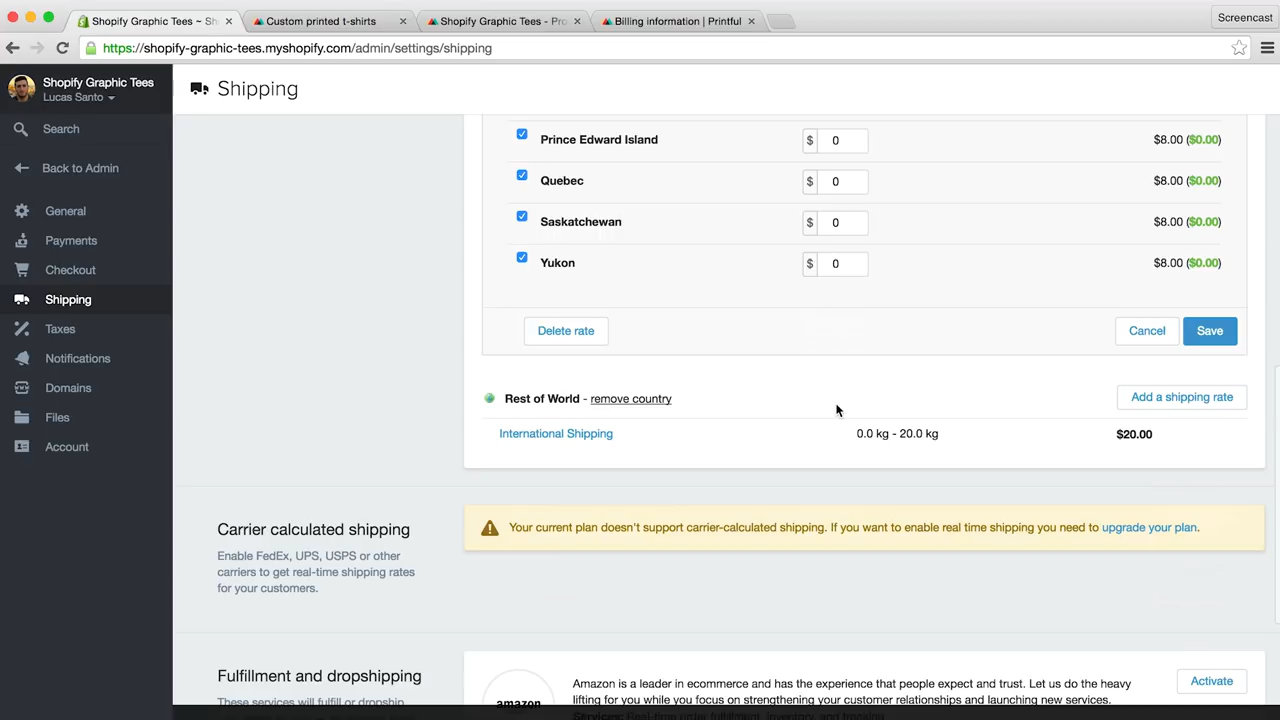 Shopify Graphic Tees ~ Sh
Custom printed t-shirts
Shopify Graphic Tees - Pro
Billing information | Printful
Screencast
https://shopify-graphic-tees.myshopify.com/admin/settings/shipping
Shopify Graphic Tees
Lucas Santo
Search
Back to Admin
General
Payments
Checkout
Shipping
Taxes
Notifications
Domains
Files
Account
Shipping
Prince Edward Island $ 0 $8.00 ($0.00)
Quebec $ 0 $8.00 ($0.00)
Saskatchewan $ 0 $8.00 ($0.00)
Yukon $ 0 $8.00 ($0.00)
Delete rate Cancel Save
Rest of World - remove country Add a shipping rate
International Shipping 0.0 kg - 20.0 kg $20.00
Carrier calculated shipping
Enable FedEx, UPS, USPS or other
carriers to get real-time shipping rates
for your customers.
Your current plan doesn't support carrier-calculated shipping. If you want to enable real time shipping you need to upgrade your plan.
Fulfillment and dropshipping
These services will fulfill or dropship
amazon
Amazon is a leader in ecommerce and has the experience that people expect and trust. Let us do the heavy
lifting for you while you focus on strengthening your customer relationships and launching new services.
Activate